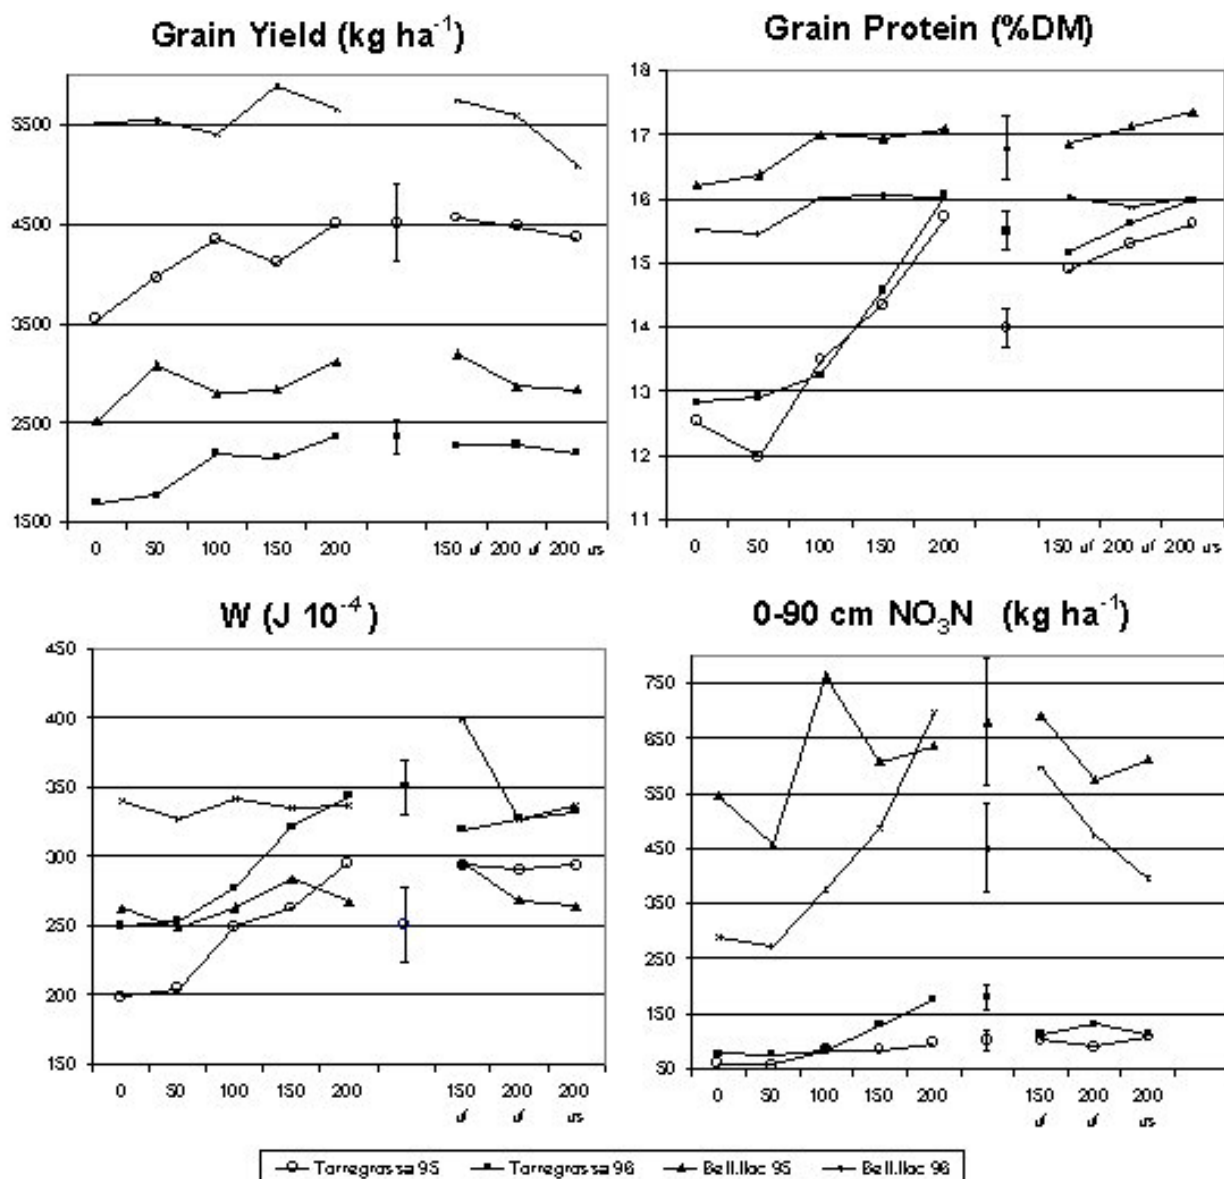 Grain Yield (kg ha⁻¹)
5500
4500
3500
2500
1500
0 50 100 150 200 150 uf 200 uf 200 us
Grain Protein (%DM)
18
17
16
15
14
13
12
11
0 50 100 150 200 150 uf 200 uf 200 us
W (J 10⁻⁴)
450
400
350
300
250
200
150
0 50 100 150 200 150 200 200
uf uf us
0-90 cm NO₃N (kg ha⁻¹)
750
650
550
450
350
250
150
50
0 50 100 150 200 150 200 200
uf uf us
Torregrossa 95 Torregrossa 96 Bell.lloc 95 Bell.lloc 96